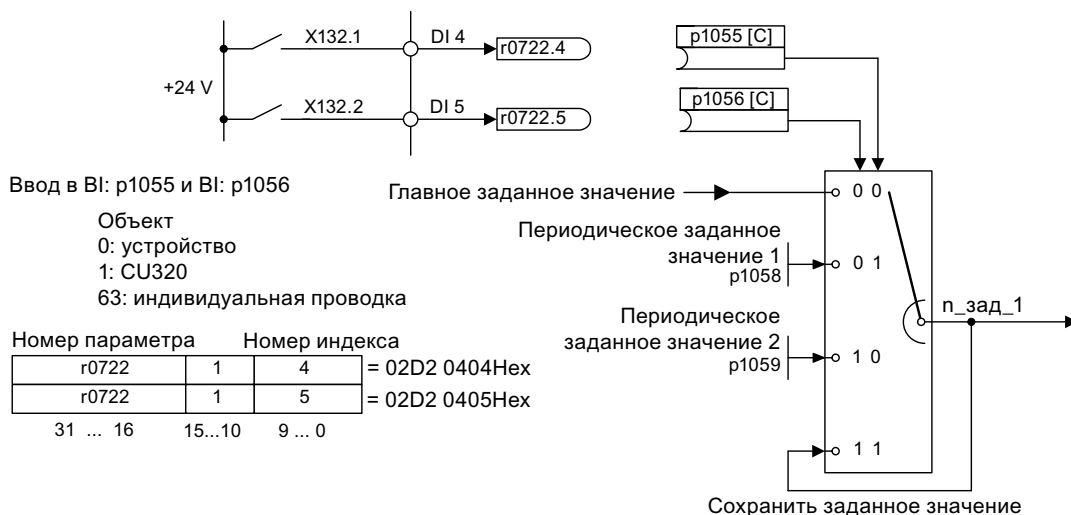 X132.1 DI 4 r0722.4
+24 V
X132.2 DI 5 r0722.5
p1055 [C]
p1056 [C]
Ввод в BI: p1055 и BI: p1056
Объект
0: устройство
1: CU320
63: индивидуальная проводка
Номер параметра Номер индекса
r0722 1 4 = 02D2 0404Hex
r0722 1 5 = 02D2 0405Hex
31 ... 16 15...10 9 ... 0
Главное заданное значение 0 0
Периодическое заданное
значение 1 0 1
p1058
Периодическое
заданное значение 2
p1059 1 0
n_зад_1
1 1
Сохранить заданное значение